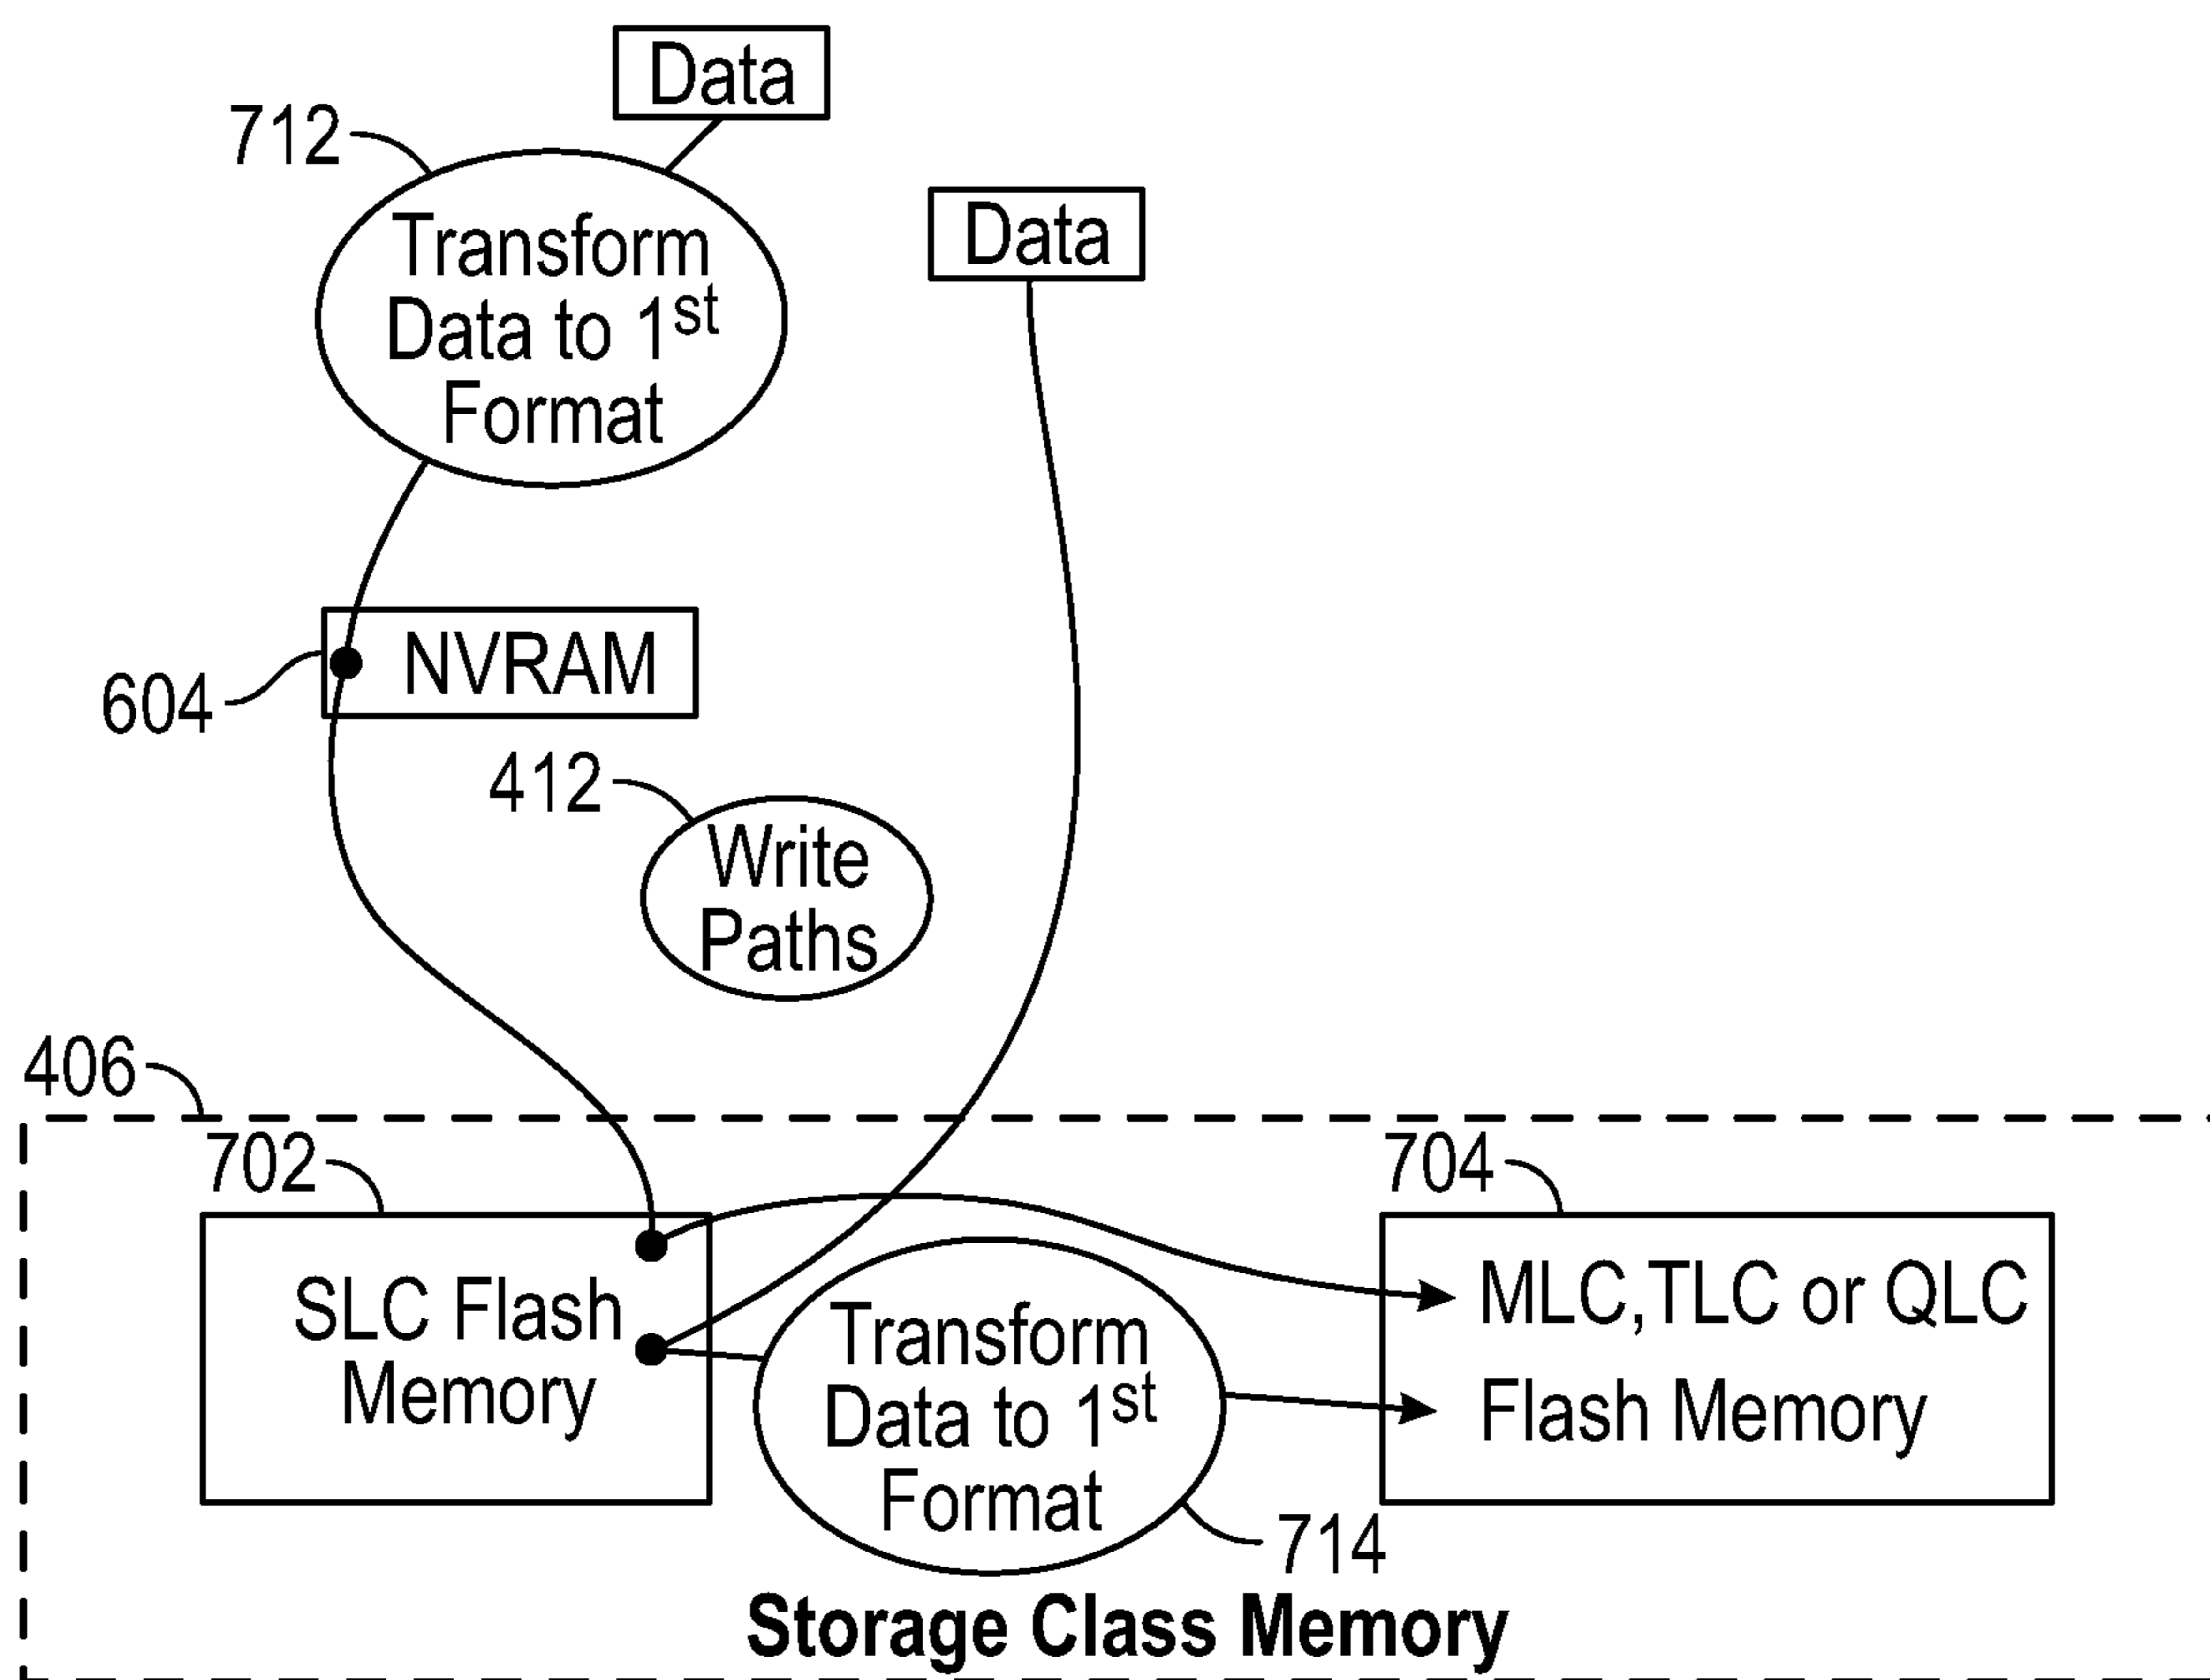 Data
712
Transform
Data to 1st
Format
Data
NVRAM
604
412
Write
Paths
406
702
704
SLC Flash
Memory
Transform
Data to 1st
Format
714
MLC,TLC or QLC
Flash Memory
Storage Class Memory